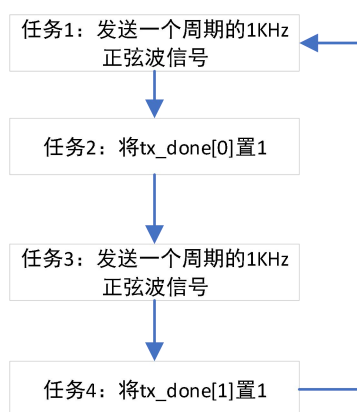 任务1：发送一个周期的1KHz
正弦波信号
任务2：将tx_done[0]置1
任务3：发送一个周期的1KHz
正弦波信号
任务4：将tx_done[1]置1